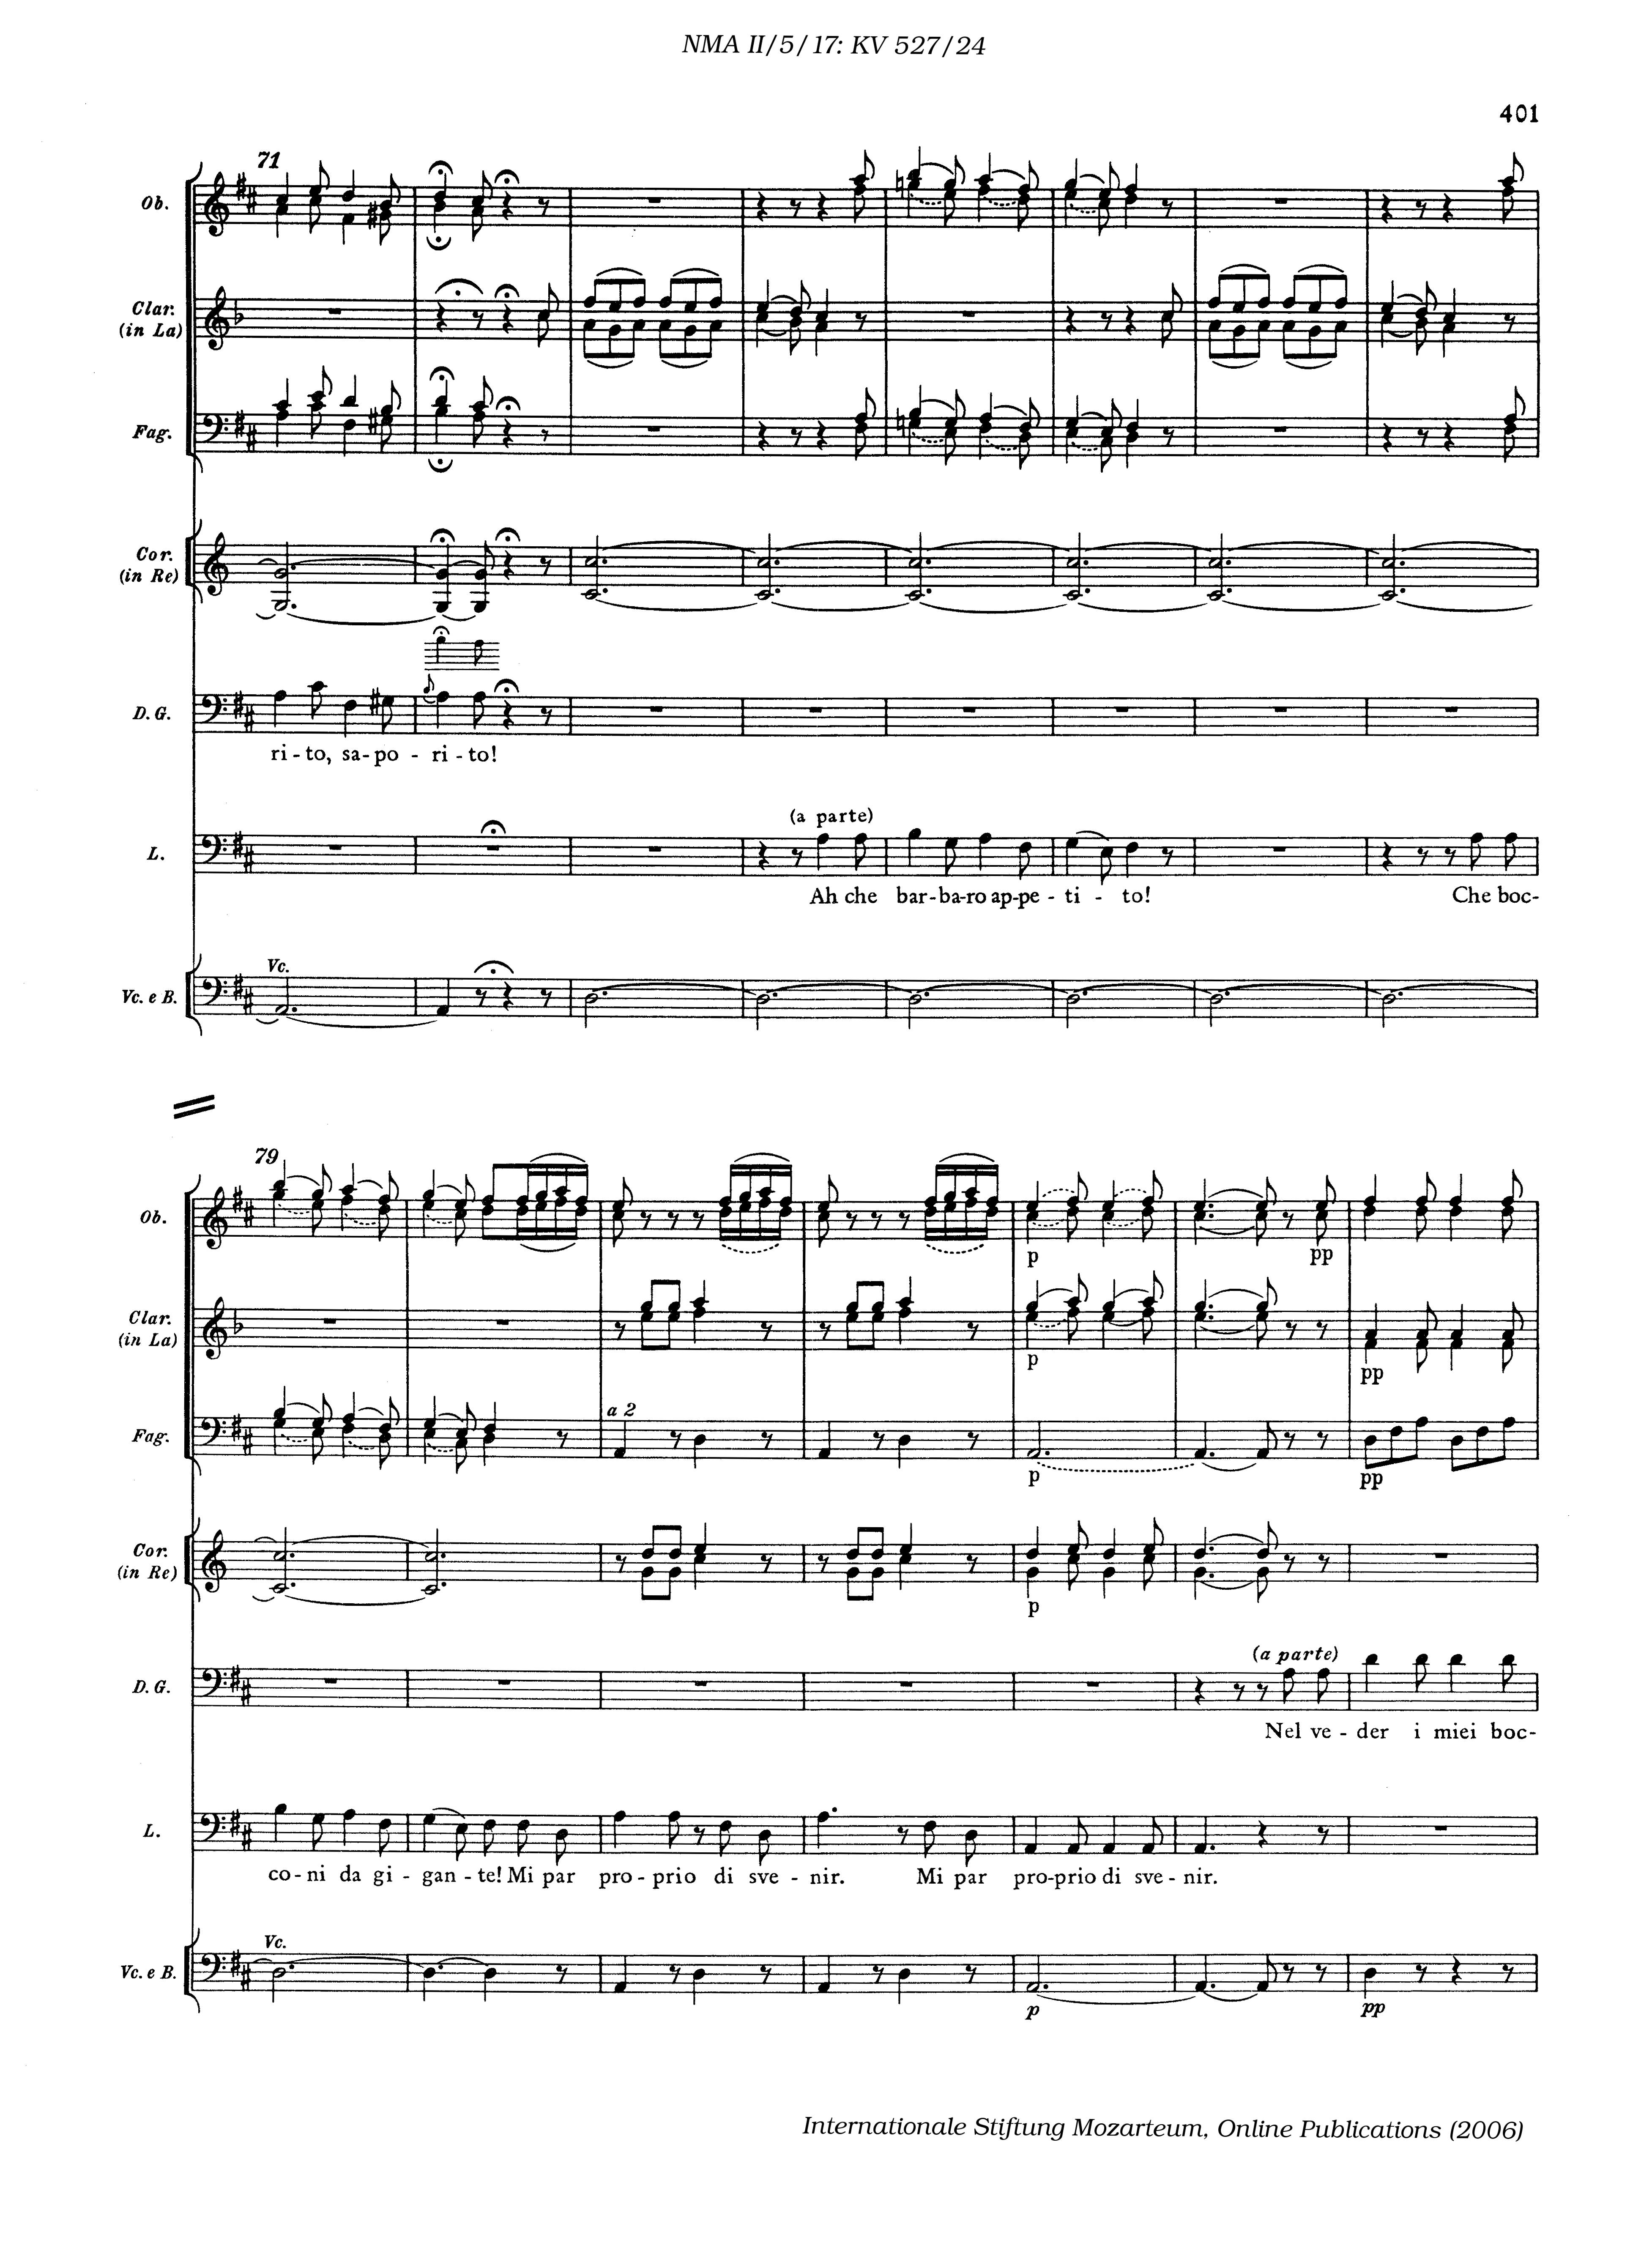 NMA II/5/17: KV 527/24
401
71
Ob.
Clar.
(in La)
Fag.
Cor.
(in Re)
D. G.
ri - to, sa - po - ri - to!
(a parte)
L.
Ah che bar - ba - ro ap - pe - ti - to! Che boc-
Vc.
Vc. e B.
79
Ob.
p
pp
Clar.
(in La)
p
pp
a 2
Fag.
p
pp
Cor.
(in Re)
p
(a parte)
D. G.
Nel ve - der i miei boc-
L.
co - ni da gi - gan - te! Mi par pro - prio di sve - nir. Mi par pro - prio di sve - nir.
Vc.
Vc. e B.
p
pp
Internationale Stiftung Mozarteum, Online Publications (2006)